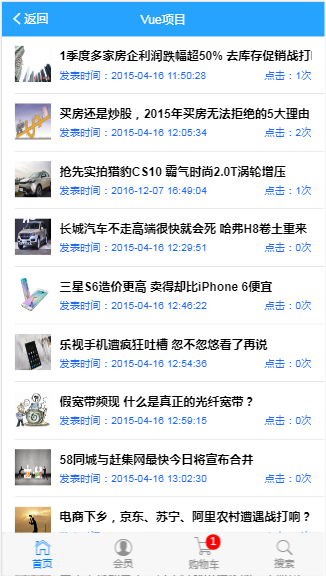 返回
Vue项目
1季度多家房企利润跌幅超50% 去库存促销战打
发表时间：2015-04-16 11:50:28 点击：1次
买房还是炒股，2015年买房无法拒绝的5大理由
发表时间：2015-04-16 12:05:34 点击：2次
抢先实拍猎豹CS10 霸气时尚2.0T涡轮增压
发表时间：2016-12-07 16:49:04 点击：1次
长城汽车不走高端很快就会死 哈弗H8卷土重来
发表时间：2015-04-16 12:29:51 点击：0次
三星S6造价更高 卖得却比iPhone 6便宜
发表时间：2015-04-16 12:46:22 点击：0次
乐视手机遭疯狂吐槽 忽不忽悠看了再说
发表时间：2015-04-16 12:54:36 点击：0次
假宽带频现 什么是真正的光纤宽带？
发表时间：2015-04-16 12:59:15 点击：0次
58同城与赶集网最快今日将宣布合并
发表时间：2015-04-16 13:02:30 点击：0次
电商下乡，京东、苏宁、阿里农村遭遇战打响？
首页
会员
1
购物车
搜索